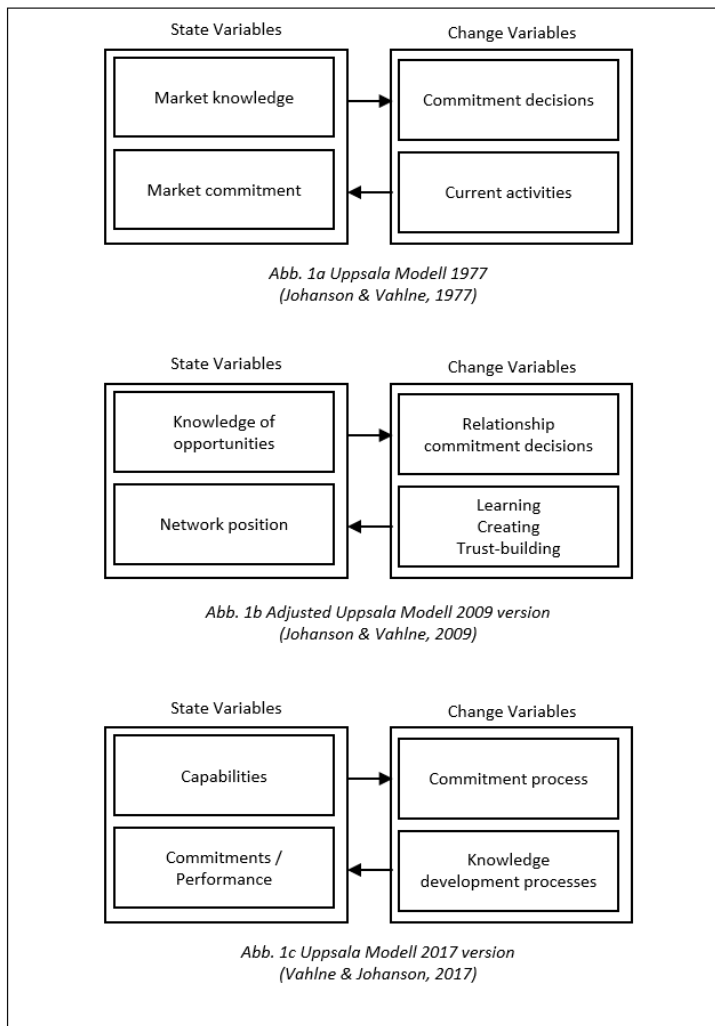 State Variables
Change Variables
Market knowledge
Commitment decisions
Market commitment
Current activities
Abb. 1a Uppsala Modell 1977
(Johanson & Vahlne, 1977)
State Variables
Change Variables
Knowledge of
opportunities
Relationship
commitment decisions
Network position
Learning
Creating
Trust-building
Abb. 1b Adjusted Uppsala Modell 2009 version
(Johanson & Vahlne, 2009)
State Variables
Change Variables
Capabilities
Commitment process
Commitments /
Performance
Knowledge
development processes
Abb. 1c Uppsala Modell 2017 version
(Vahlne & Johanson, 2017)